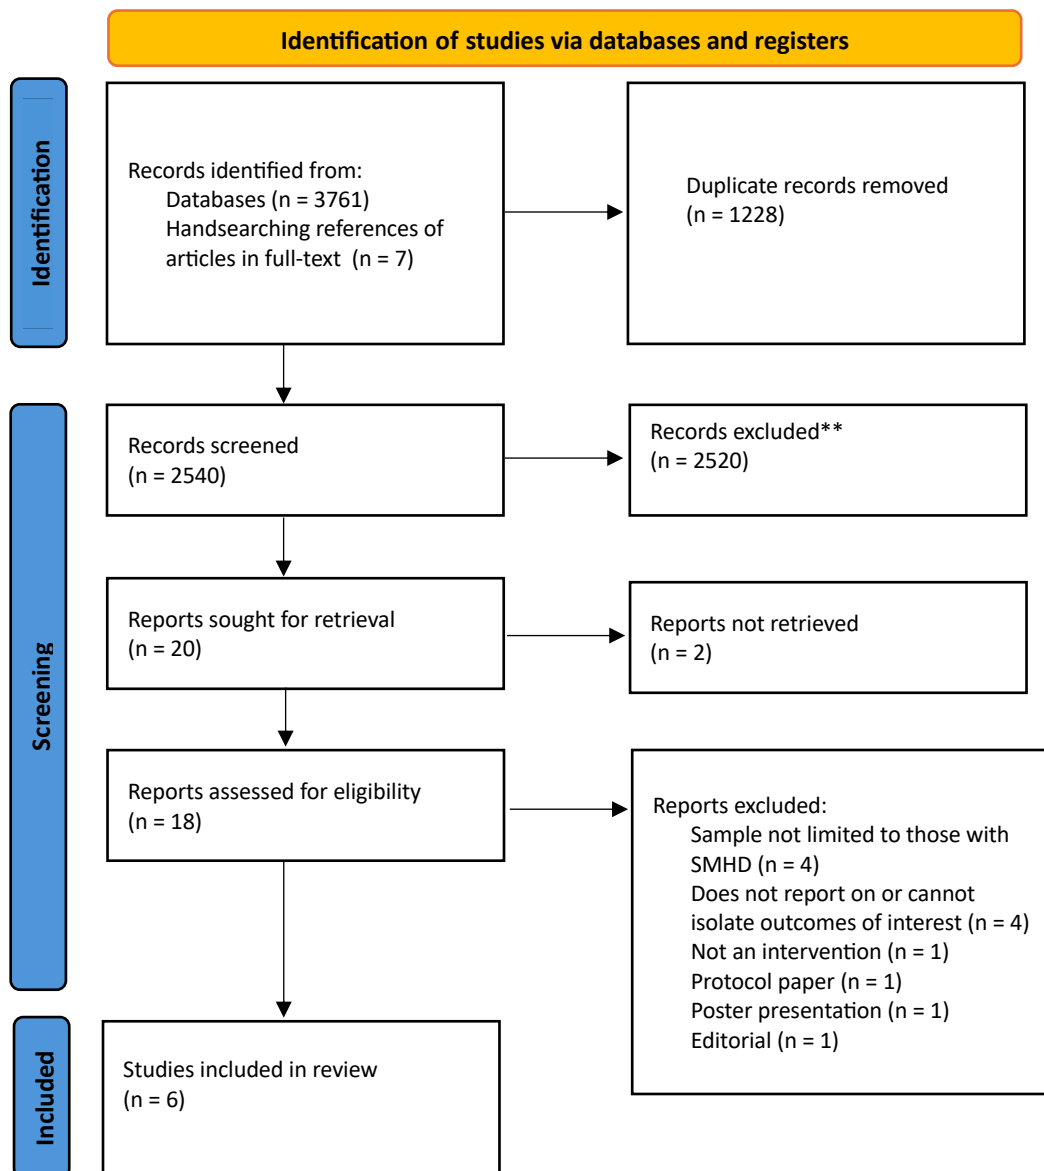 Identification of studies via databases and registers
Identification
Records identified from:
Databases (n = 3761)
Handsearching references of
articles in full-text (n = 7)
Duplicate records removed
(n = 1228)
Screening
Records screened
(n = 2540)
Records excluded**
(n = 2520)
Reports sought for retrieval
(n = 20)
Reports not retrieved
(n = 2)
Reports assessed for eligibility
(n = 18)
Reports excluded:
Sample not limited to those with
SMHD (n = 4)
Does not report on or cannot
isolate outcomes of interest (n = 4)
Not an intervention (n = 1)
Protocol paper (n = 1)
Poster presentation (n = 1)
Editorial (n = 1)
Included
Studies included in review
(n = 6)